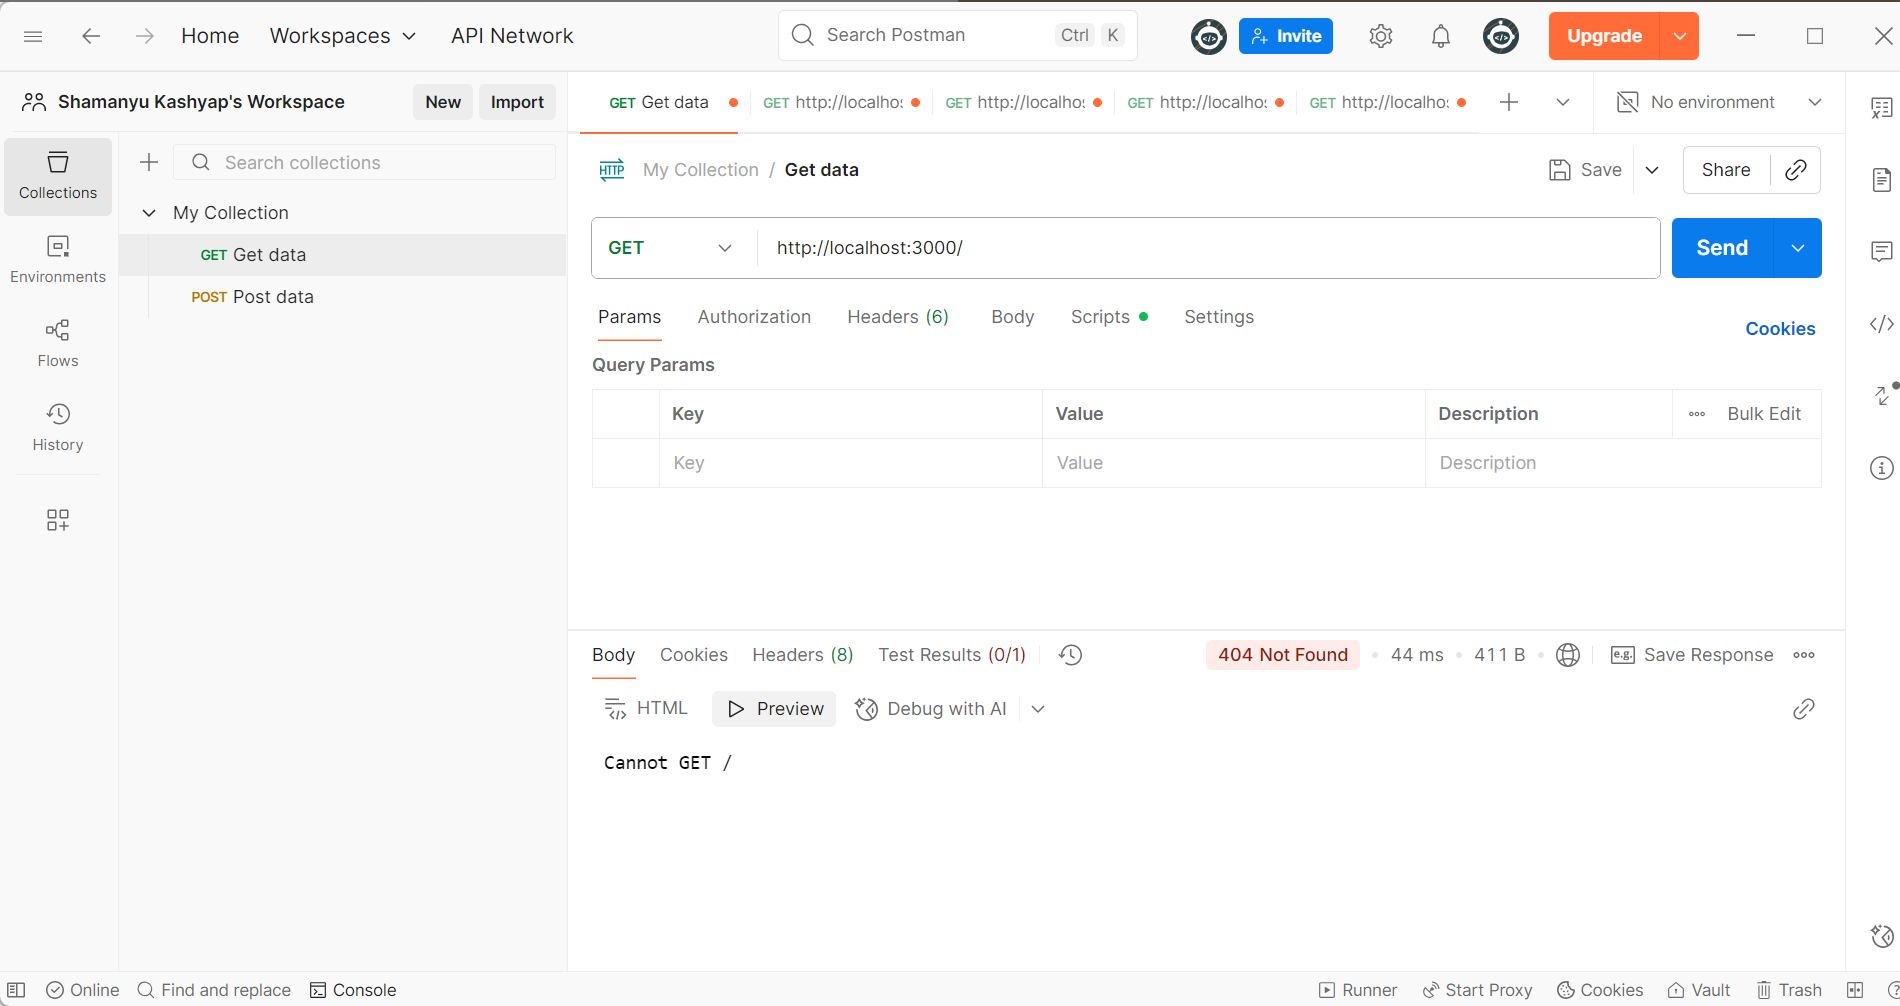 Home Workspaces API Network Search Postman Ctrl K Invite Upgrade
Shamanyu Kashyap's Workspace New Import
GET Get data GET http://localho GET http://localho GET http://localho GET http://localho No environment
Collections
Environments
Flows
History
Search collections
My Collection
GET Get data
POST Post data
HTTP My Collection / Get data Save Share
GET http://localhost:3000/ Send
Params Authorization Headers (6) Body Scripts Settings Cookies
Query Params
Key Value Description Bulk Edit
Key Value Description
Body Cookies Headers (8) Test Results (0/1) 404 Not Found • 44 ms • 411 B • e.g. Save Response
HTML Preview Debug with AI
Cannot GET /
Online Find and replace Console Runner Start Proxy Cookies Vault Trash